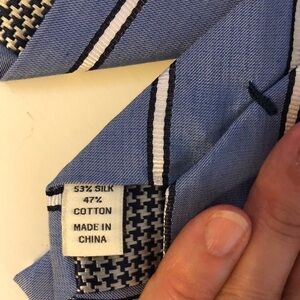 53% SILK
47%
COTTON
MADE IN
CHINA